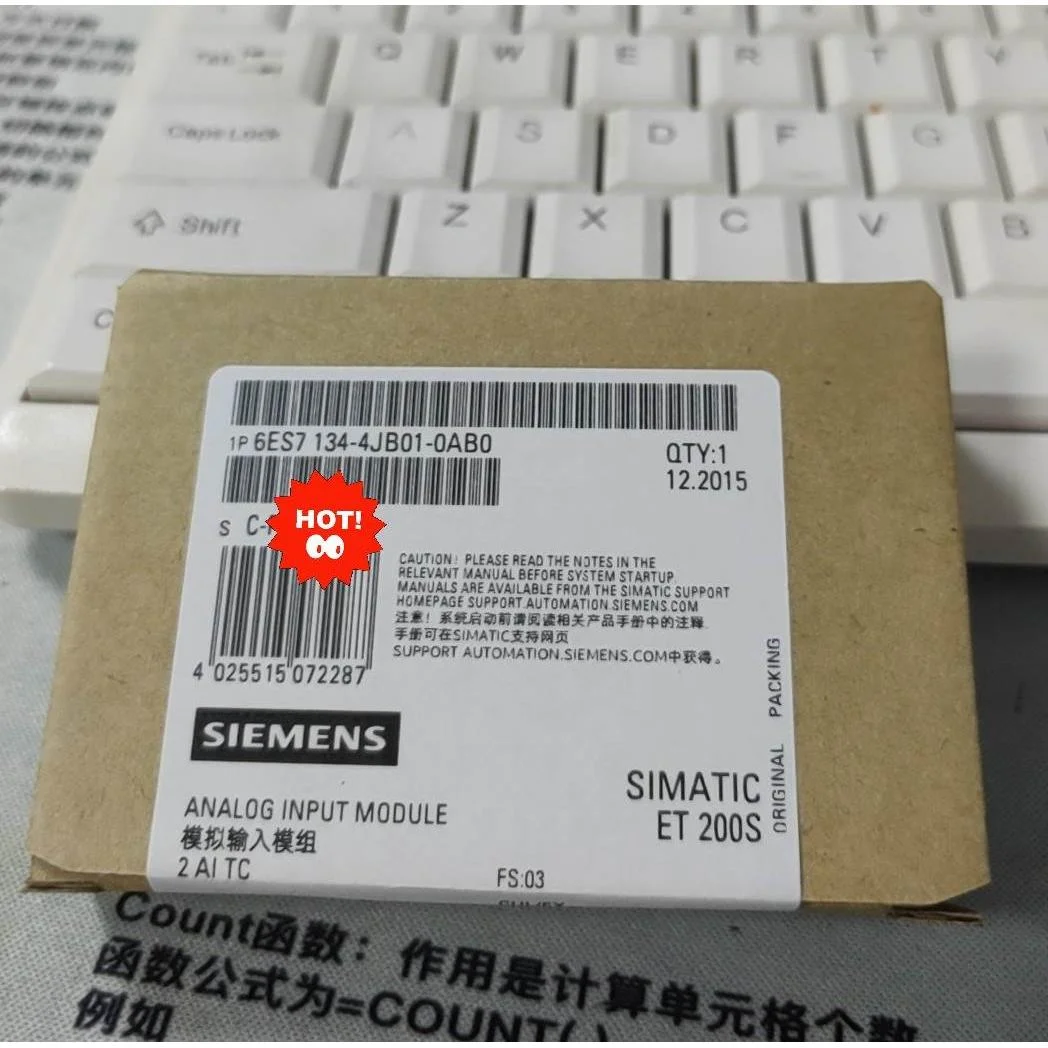 Q W E R T Y
Caps Lock A S D F G
Shift Z X C V B
C
1P 6ES7 134-4JB01-0AB0
QTY:1
12.2015
S C-
HOT!
CAUTION! PLEASE READ THE NOTES IN THE
RELEVANT MANUAL BEFORE SYSTEM STARTUP.
MANUALS ARE AVAILABLE FROM THE SIMATIC SUPPORT
HOMEPAGE SUPPORT.AUTOMATION.SIEMENS.COM
注意！系统启动前请阅读相关产品手册中的注释.
手册可在SIMATIC支持网页
SUPPORT AUTOMATION.SIEMENS.COM中获得。
4 025515 072287
ORIGINAL PACKING
SIEMENS
SIMATIC
ET 200S
ANALOG INPUT MODULE
模拟输入模组
2 AI TC
FS:03
Count函数：作用是计算单元格个数
函数公式为=COUNT()
例如